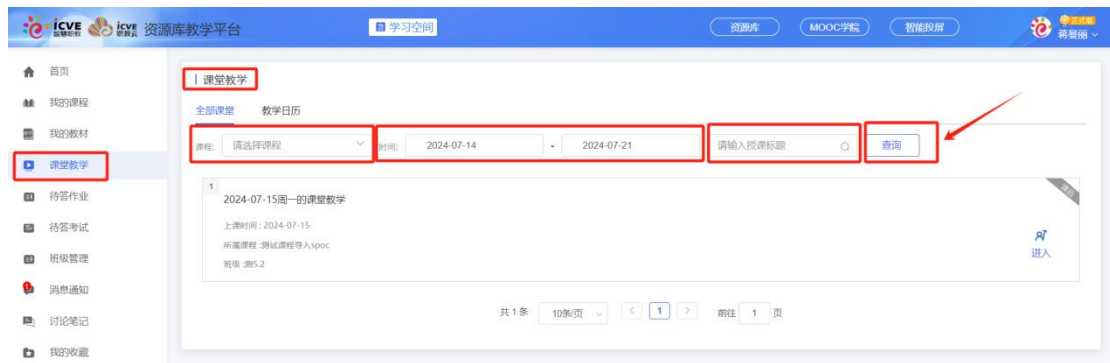 icve 智慧职教 icve 职教云 资源库教学平台 学习空间 资源库 MOOC学院 智能投屏 正式版
蒋曼丽
首页
我的课程
我的教材
课堂教学
待答作业
待答考试
班级管理
消息通知
讨论笔记
我的收藏
课堂教学
全部课堂 教学日历
课程: 请选择课程 时间: 2024-07-14 - 2024-07-21 请输入授课标题 查询
1
2024-07-15周一的课堂教学
上课时间 : 2024-07-15
所属课程 :测试课程导入spoc
班级 :测5.2
进入
共 1 条 10条/页 < 1 > 前往 1 页